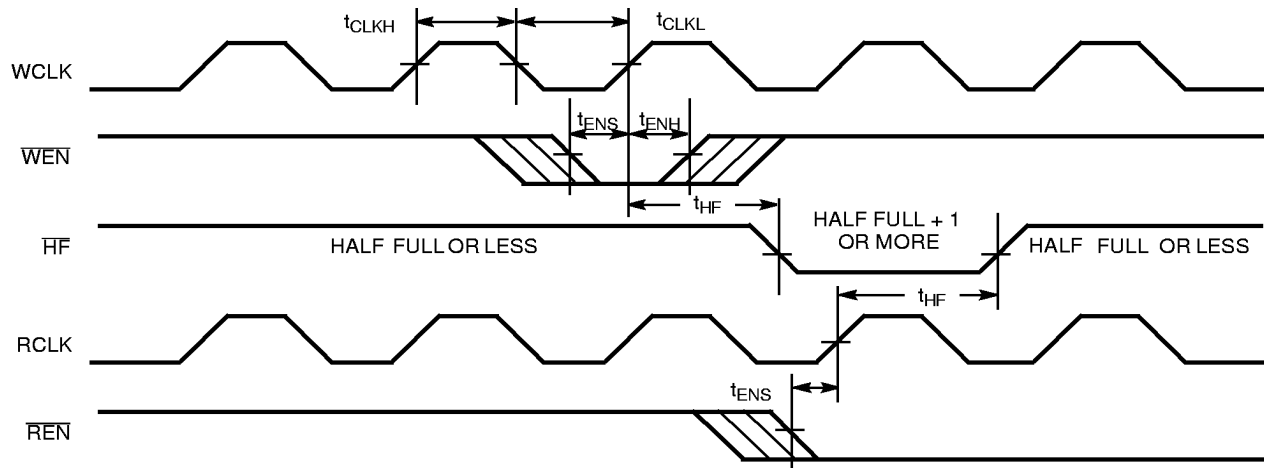 tCLKH tCLKL
WCLK
tENS tENH
WEN
tHF
HF
HALF FULL OR LESS
HALF FULL + 1
OR MORE
HALF FULL OR LESS
tHF
RCLK
tENS
REN